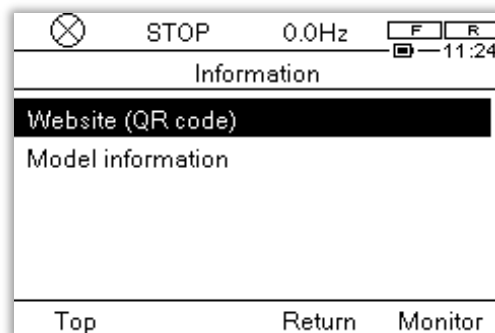 STOP 0.0Hz F R
11:24
Information
Website (QR code)
Model information
Top Return Monitor